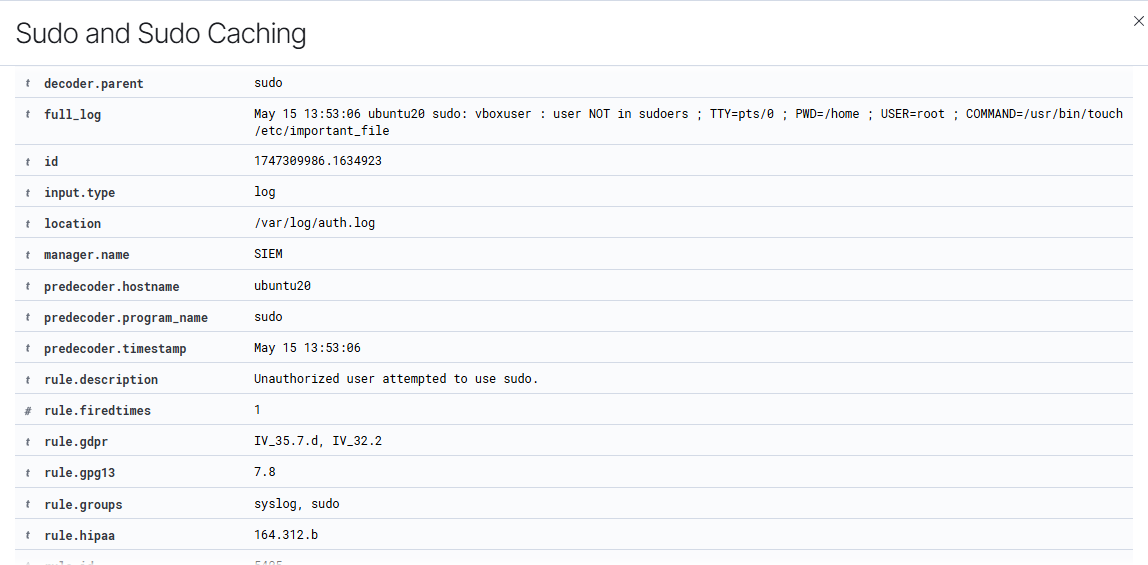 Sudo and Sudo Caching
×
t decoder.parent sudo
t full_log May 15 13:53:06 ubuntu20 sudo: vboxuser : user NOT in sudoers ; TTY=pts/0 ; PWD=/home ; USER=root ; COMMAND=/usr/bin/touch
/etc/important_file
t id 1747309986.1634923
t input.type log
t location /var/log/auth.log
t manager.name SIEM
t predecoder.hostname ubuntu20
t predecoder.program_name sudo
t predecoder.timestamp May 15 13:53:06
t rule.description Unauthorized user attempted to use sudo.
# rule.firedtimes 1
t rule.gdpr IV_35.7.d, IV_32.2
t rule.gpg13 7.8
t rule.groups syslog, sudo
t rule.hipaa 164.312.b